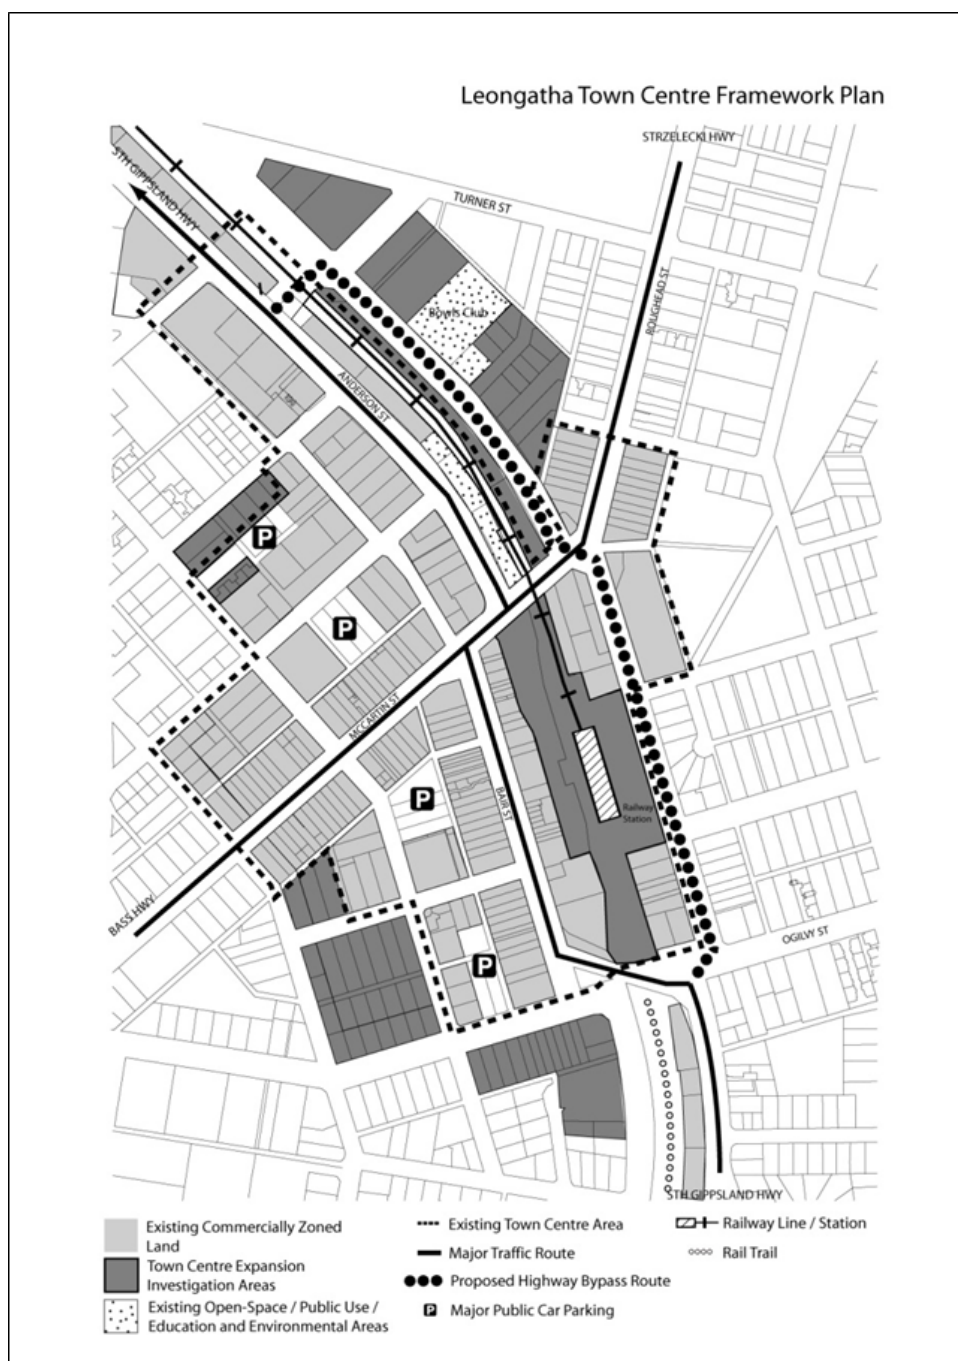 Leongatha Town Centre Framework Plan
STRZELECKI HWY
STH GIPPSLAND HWY
TURNER ST
ROUGHEAD ST
Bowls Club
ANDERSON ST
P
P
MCCARTIN ST
P
BAIR ST
Railway
Station
BASS HWY
OGILVY ST
P
STH GIPPSLAND HWY
Existing Commercially Zoned
Land
Town Centre Expansion
Investigation Areas
Existing Open-Space / Public Use /
Education and Environmental Areas
Existing Town Centre Area
Major Traffic Route
Proposed Highway Bypass Route
P Major Public Car Parking
Railway Line / Station
Rail Trail